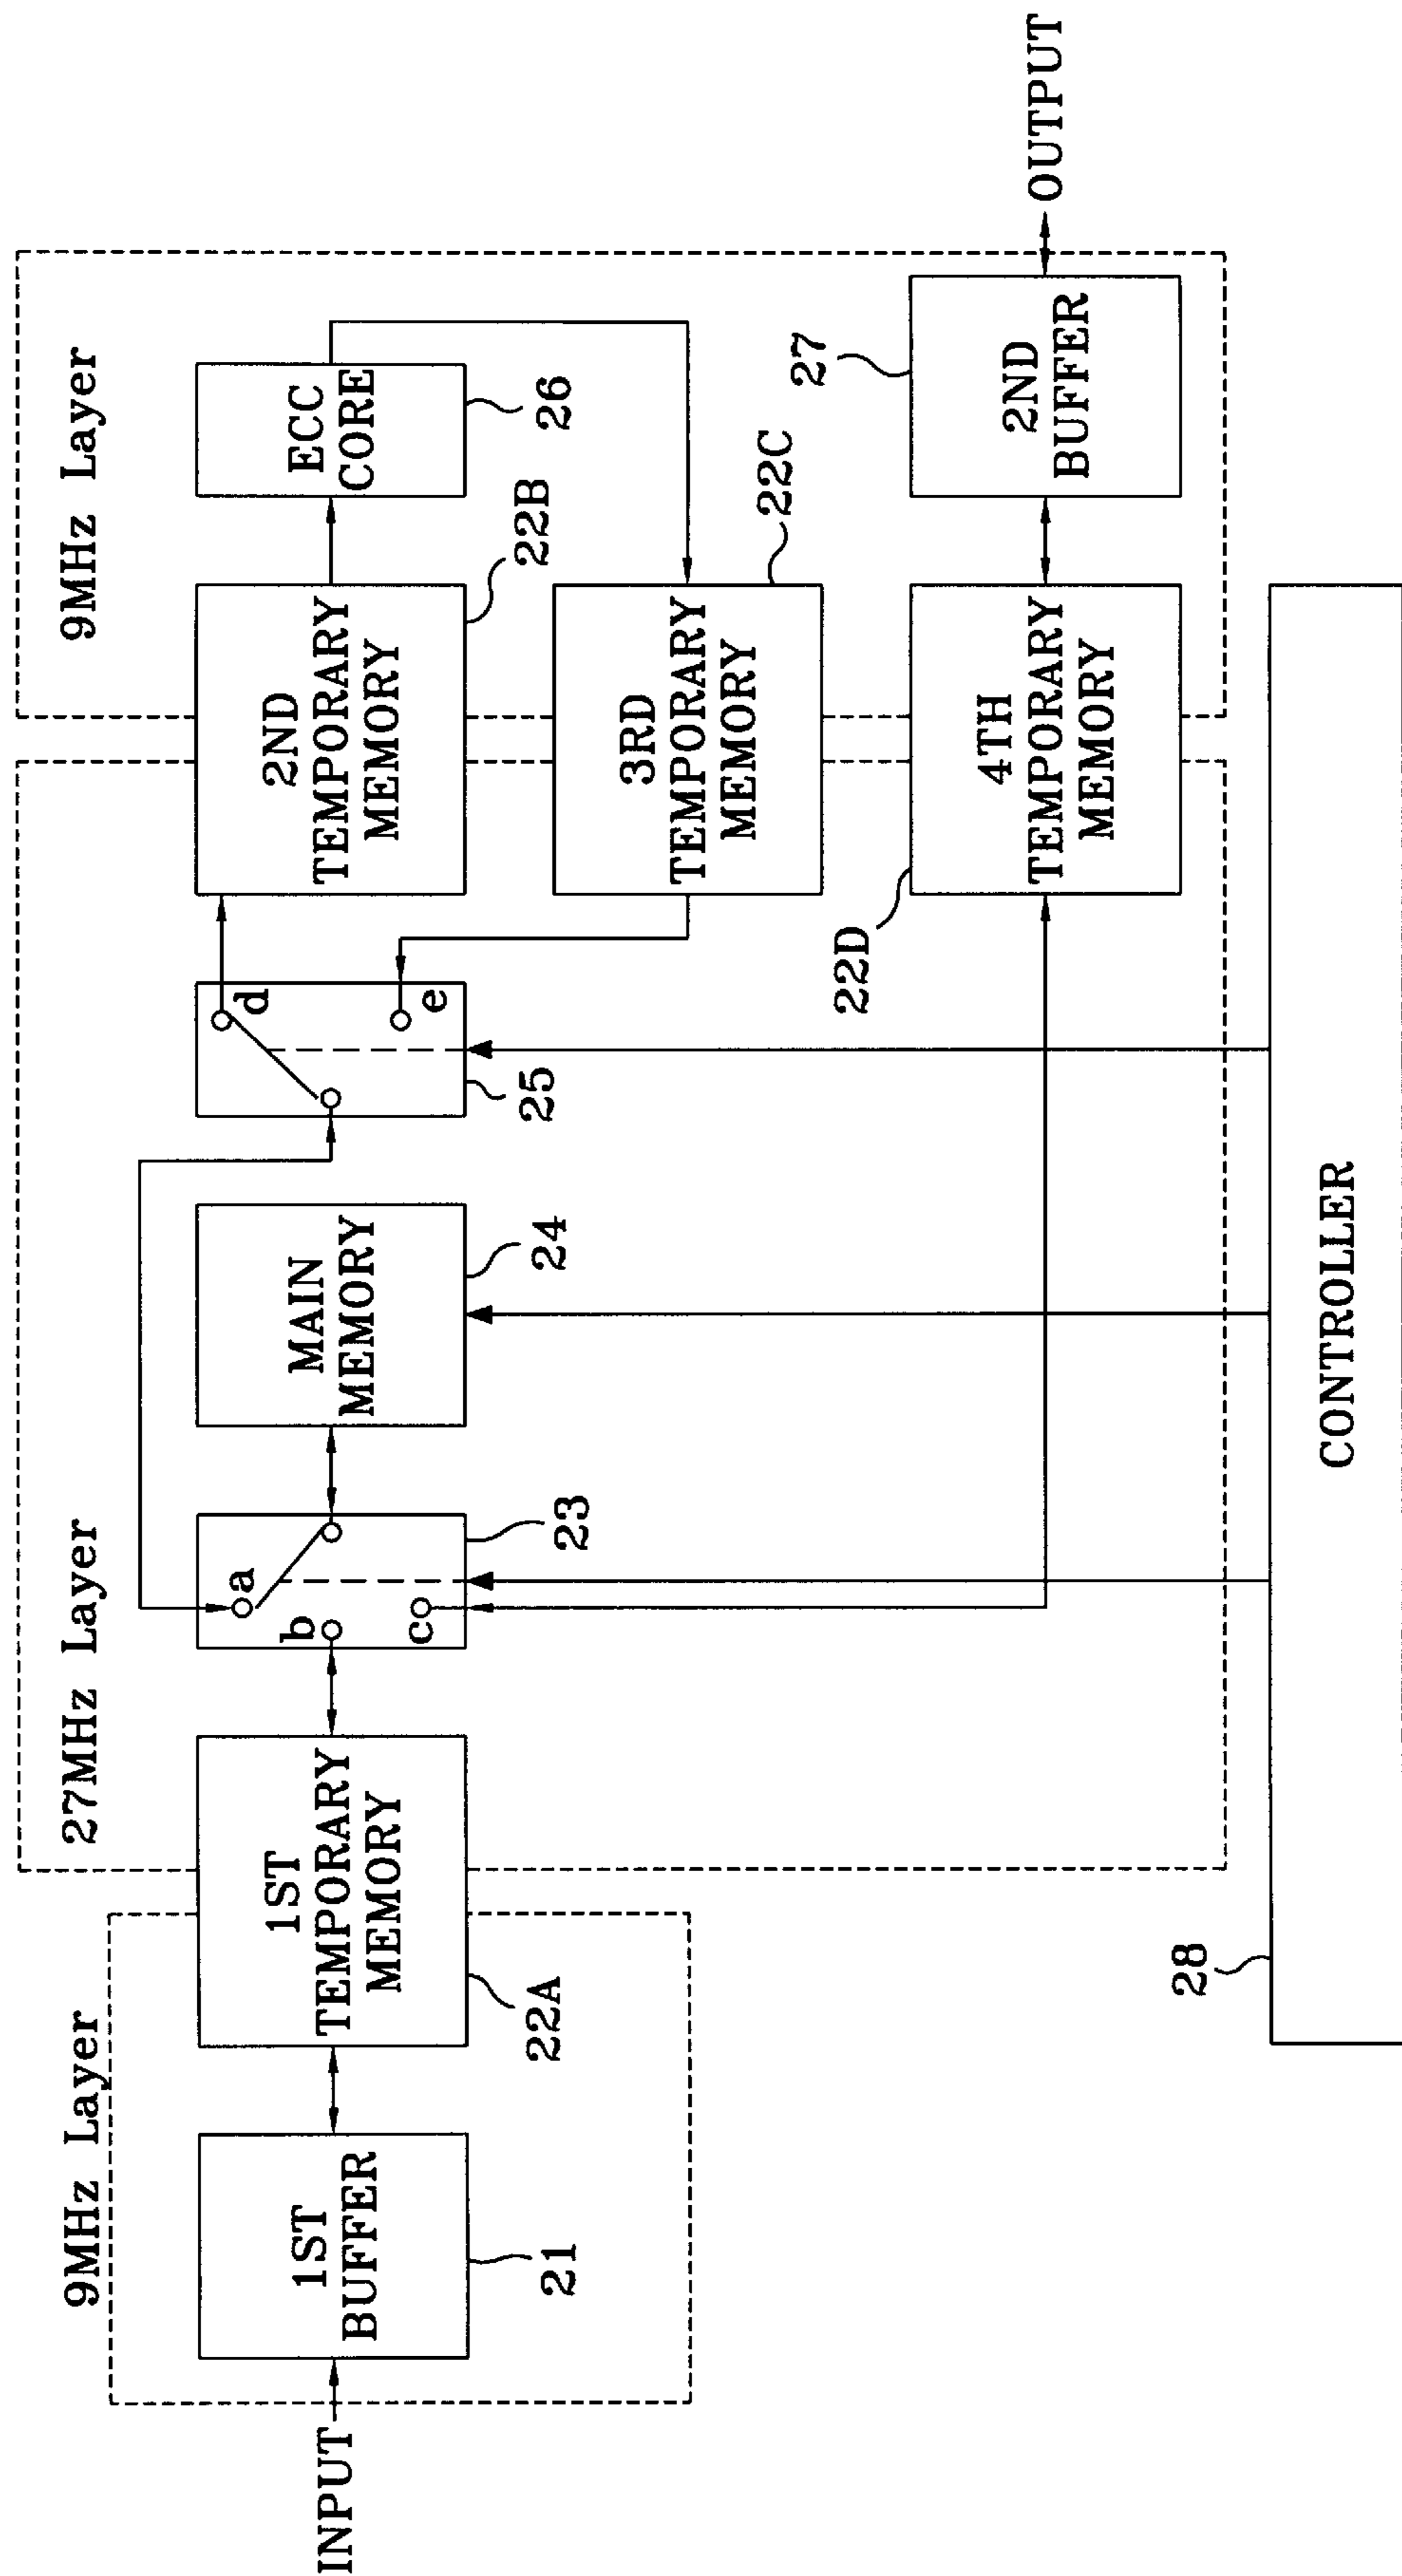 9MHz Layer
27MHz Layer
9MHz Layer
INPUT
1ST
BUFFER
21
1ST
TEMPORARY
MEMORY
22A
a
b
c
23
MAIN
MEMORY
24
d
e
25
2ND
TEMPORARY
MEMORY
22B
ECC
CORE
26
3RD
TEMPORARY
MEMORY
22C
22D
4TH
TEMPORARY
MEMORY
27
2ND
BUFFER
OUTPUT
28
CONTROLLER